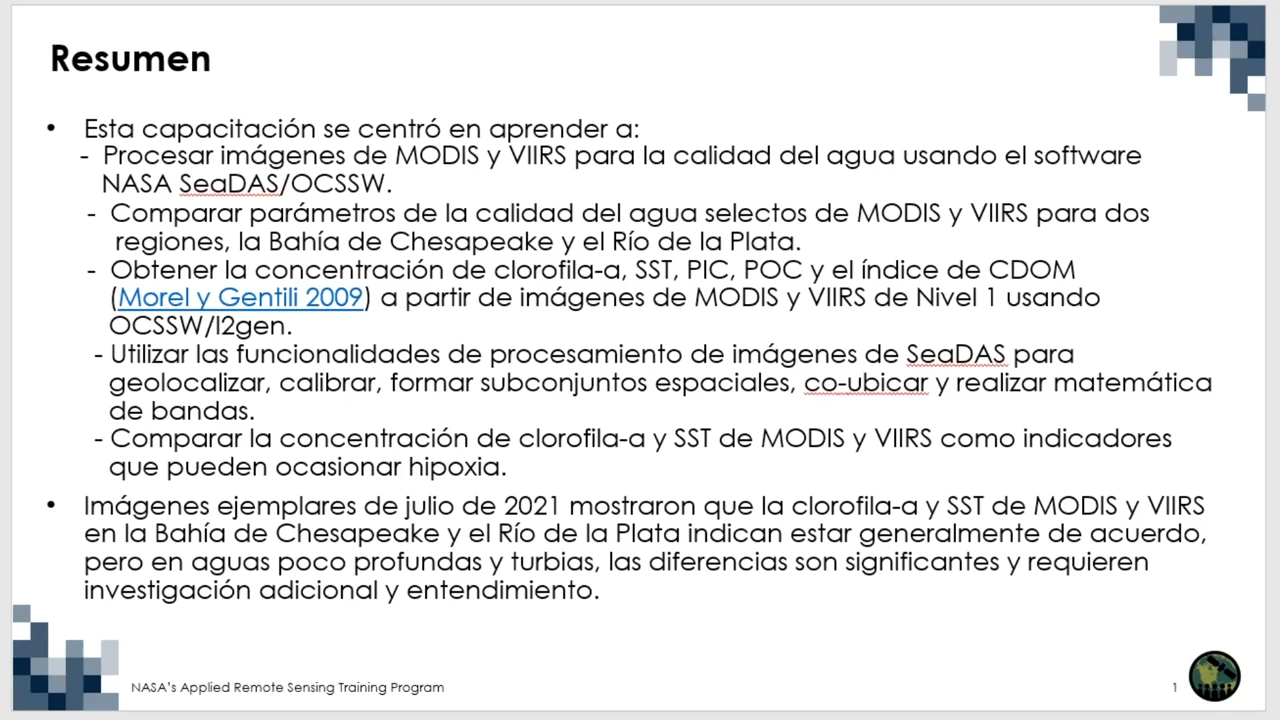 Resumen
• Esta capacitación se centró en aprender a:
- Procesar imágenes de MODIS y VIIRS para la calidad del agua usando el software
NASA SeaDAS/OCSSW.
- Comparar parámetros de la calidad del agua selectos de MODIS y VIIRS para dos
regiones, la Bahía de Chesapeake y el Río de la Plata.
- Obtener la concentración de clorofila-a, SST, PIC, POC y el índice de CDOM
(Morel y Gentili 2009) a partir de imágenes de MODIS y VIIRS de Nivel 1 usando
OCSSW/l2gen.
- Utilizar las funcionalidades de procesamiento de imágenes de SeaDAS para
geolocalizar, calibrar, formar subconjuntos espaciales, co-ubicar y realizar matemática
de bandas.
- Comparar la concentración de clorofila-a y SST de MODIS y VIIRS como indicadores
que pueden ocasionar hipoxia.
• Imágenes ejemplares de julio de 2021 mostraron que la clorofila-a y SST de MODIS y VIIRS
en la Bahía de Chesapeake y el Río de la Plata indican estar generalmente de acuerdo,
pero en aguas poco profundas y turbias, las diferencias son significantes y requieren
investigación adicional y entendimiento.
NASA's Applied Remote Sensing Training Program
1